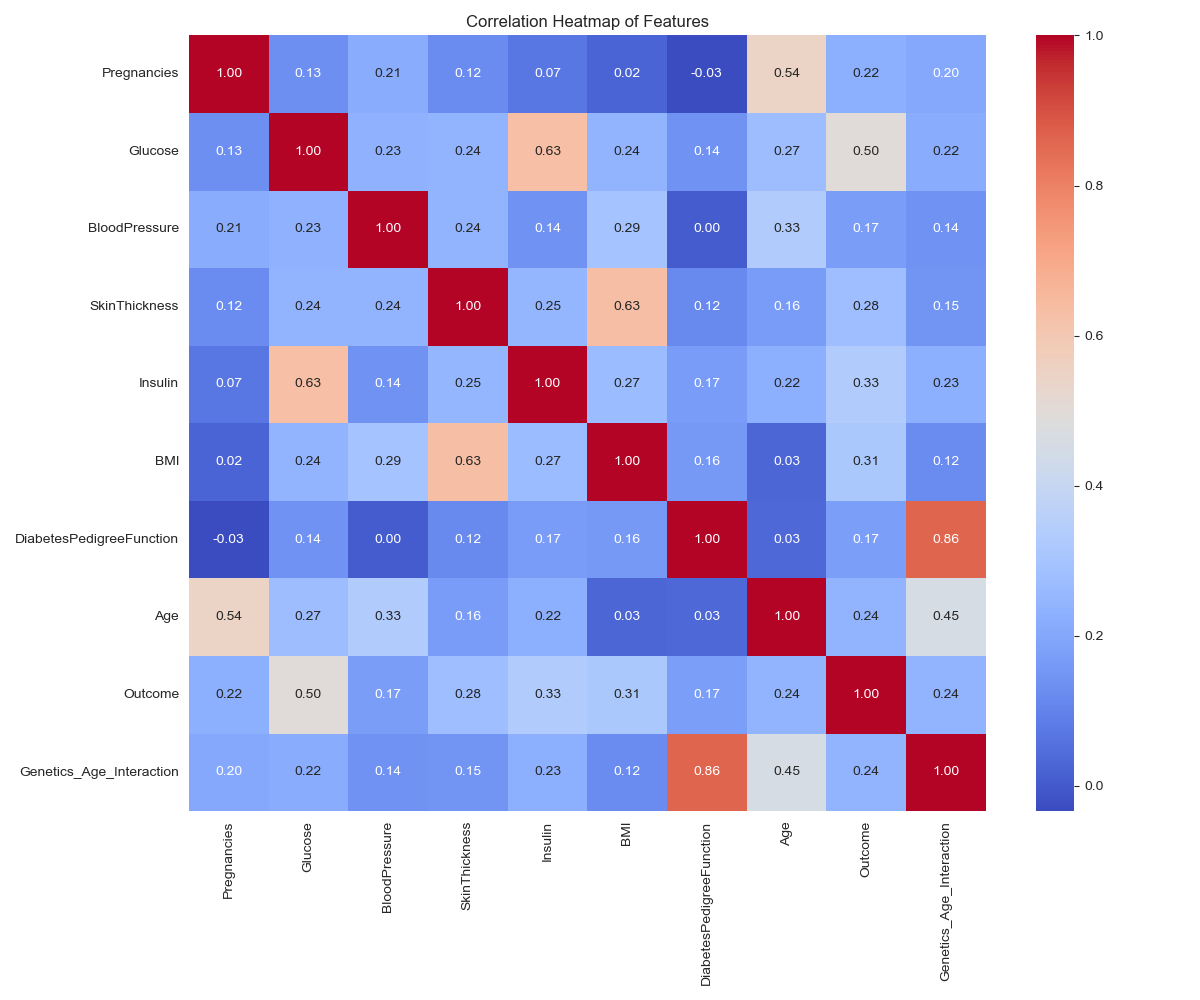 Correlation Heatmap of Features
Pregnancies 1.00 0.13 0.21 0.12 0.07 0.02 -0.03 0.54 0.22 0.20
Glucose 0.13 1.00 0.23 0.24 0.63 0.24 0.14 0.27 0.50 0.22
BloodPressure 0.21 0.23 1.00 0.24 0.14 0.29 0.00 0.33 0.17 0.14
SkinThickness 0.12 0.24 0.24 1.00 0.25 0.63 0.12 0.16 0.28 0.15
Insulin 0.07 0.63 0.14 0.25 1.00 0.27 0.17 0.22 0.33 0.23
BMI 0.02 0.24 0.29 0.63 0.27 1.00 0.16 0.03 0.31 0.12
DiabetesPedigreeFunction -0.03 0.14 0.00 0.12 0.17 0.16 1.00 0.03 0.17 0.86
Age 0.54 0.27 0.33 0.16 0.22 0.03 0.03 1.00 0.24 0.45
Outcome 0.22 0.50 0.17 0.28 0.33 0.31 0.17 0.24 1.00 0.24
Genetics_Age_Interaction 0.20 0.22 0.14 0.15 0.23 0.12 0.86 0.45 0.24 1.00
Pregnancies
Glucose
BloodPressure
SkinThickness
Insulin
BMI
DiabetesPedigreeFunction
Age
Outcome
Genetics_Age_Interaction
1.0
0.8
0.6
0.4
0.2
0.0